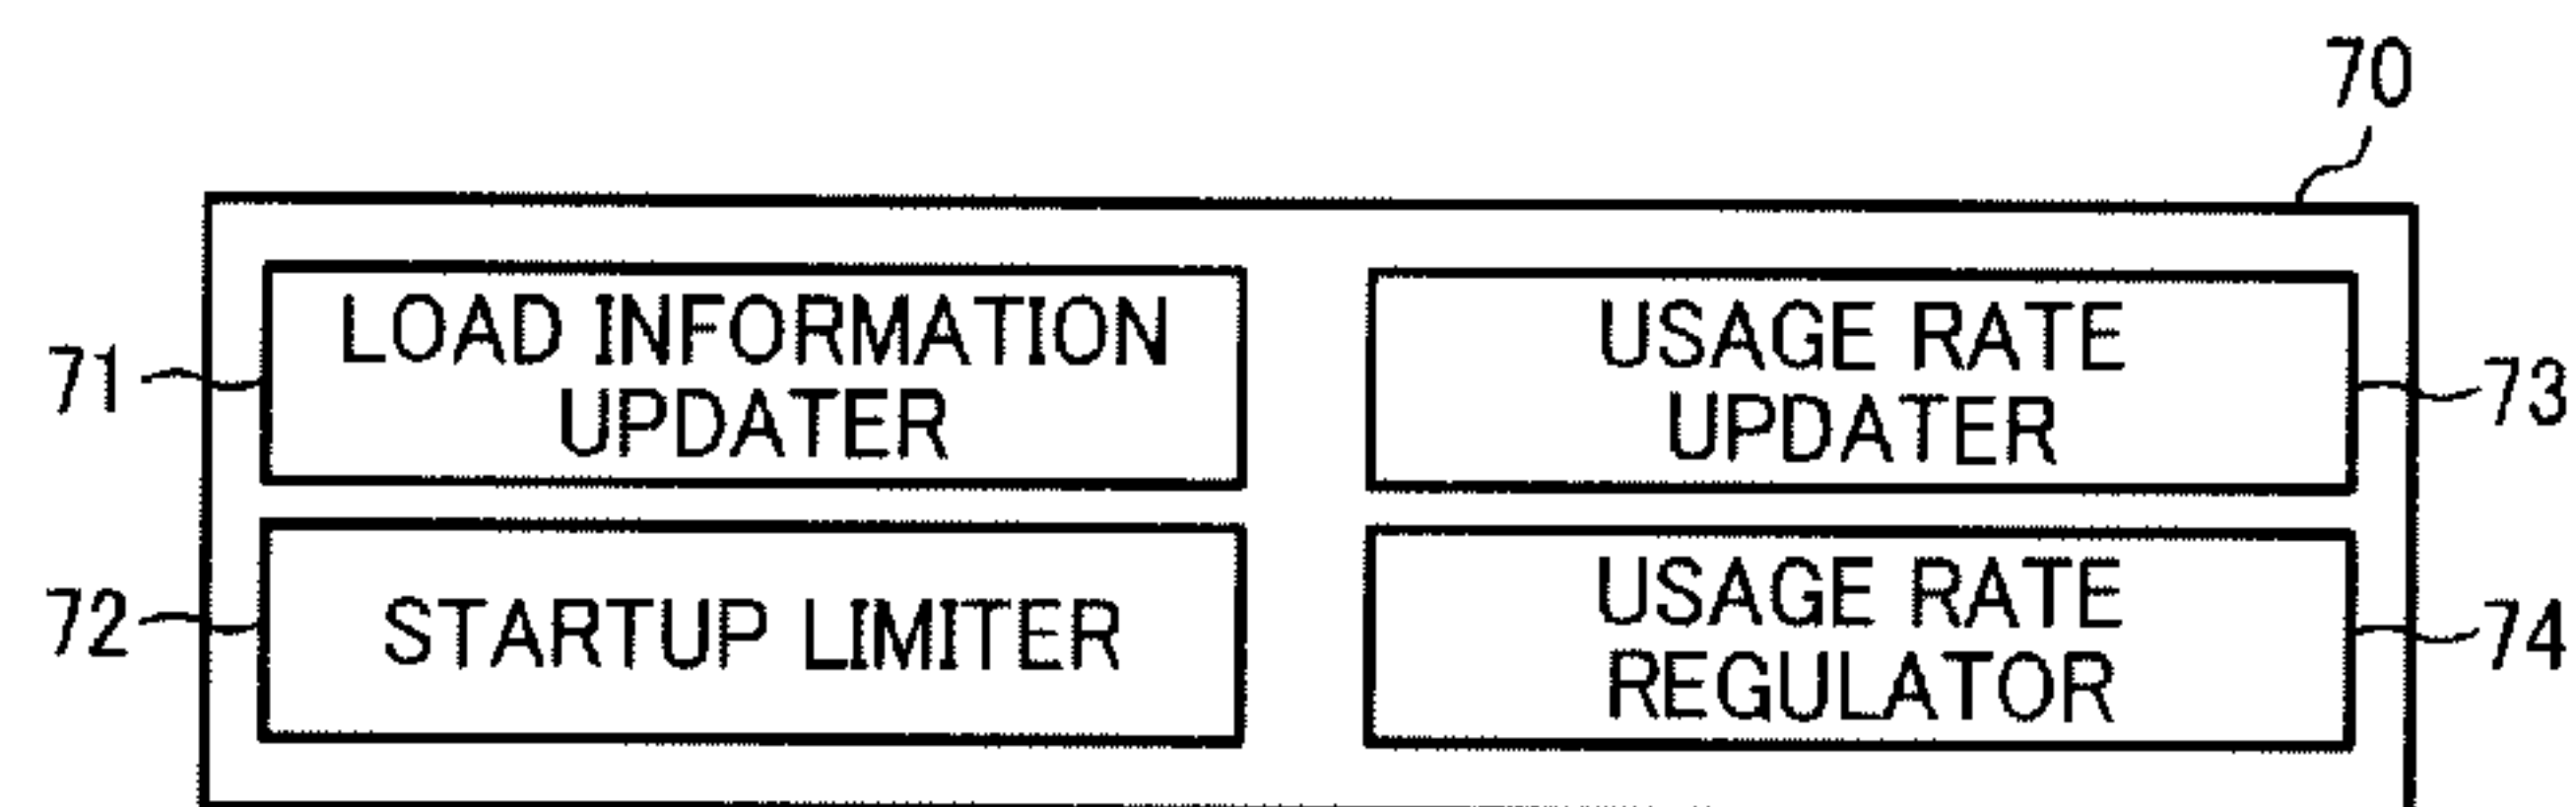 70
71
LOAD INFORMATION
UPDATER
USAGE RATE
UPDATER
73
72
STARTUP LIMITER
USAGE RATE
REGULATOR
74